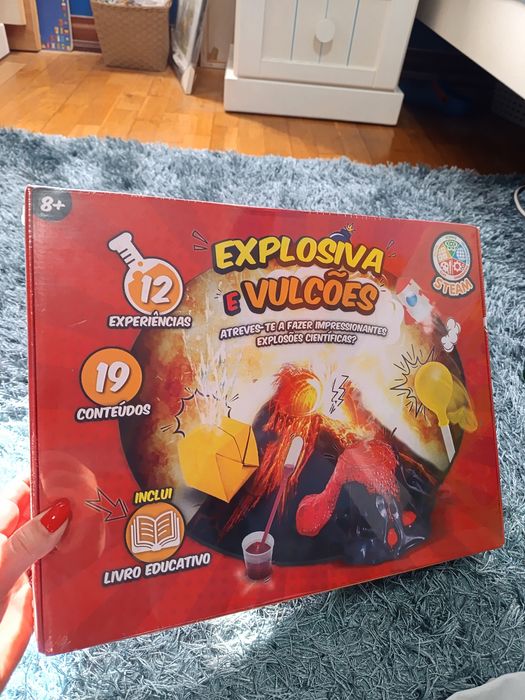 8+
EXPLOSIVA
E VULCÕES
ATREVES-TE A FAZER IMPRESSIONANTES
EXPLOSÕES CIENTÍFICAS?
STEAM
12
EXPERIÊNCIAS
19
CONTEÚDOS
INCLUI
LIVRO EDUCATIVO